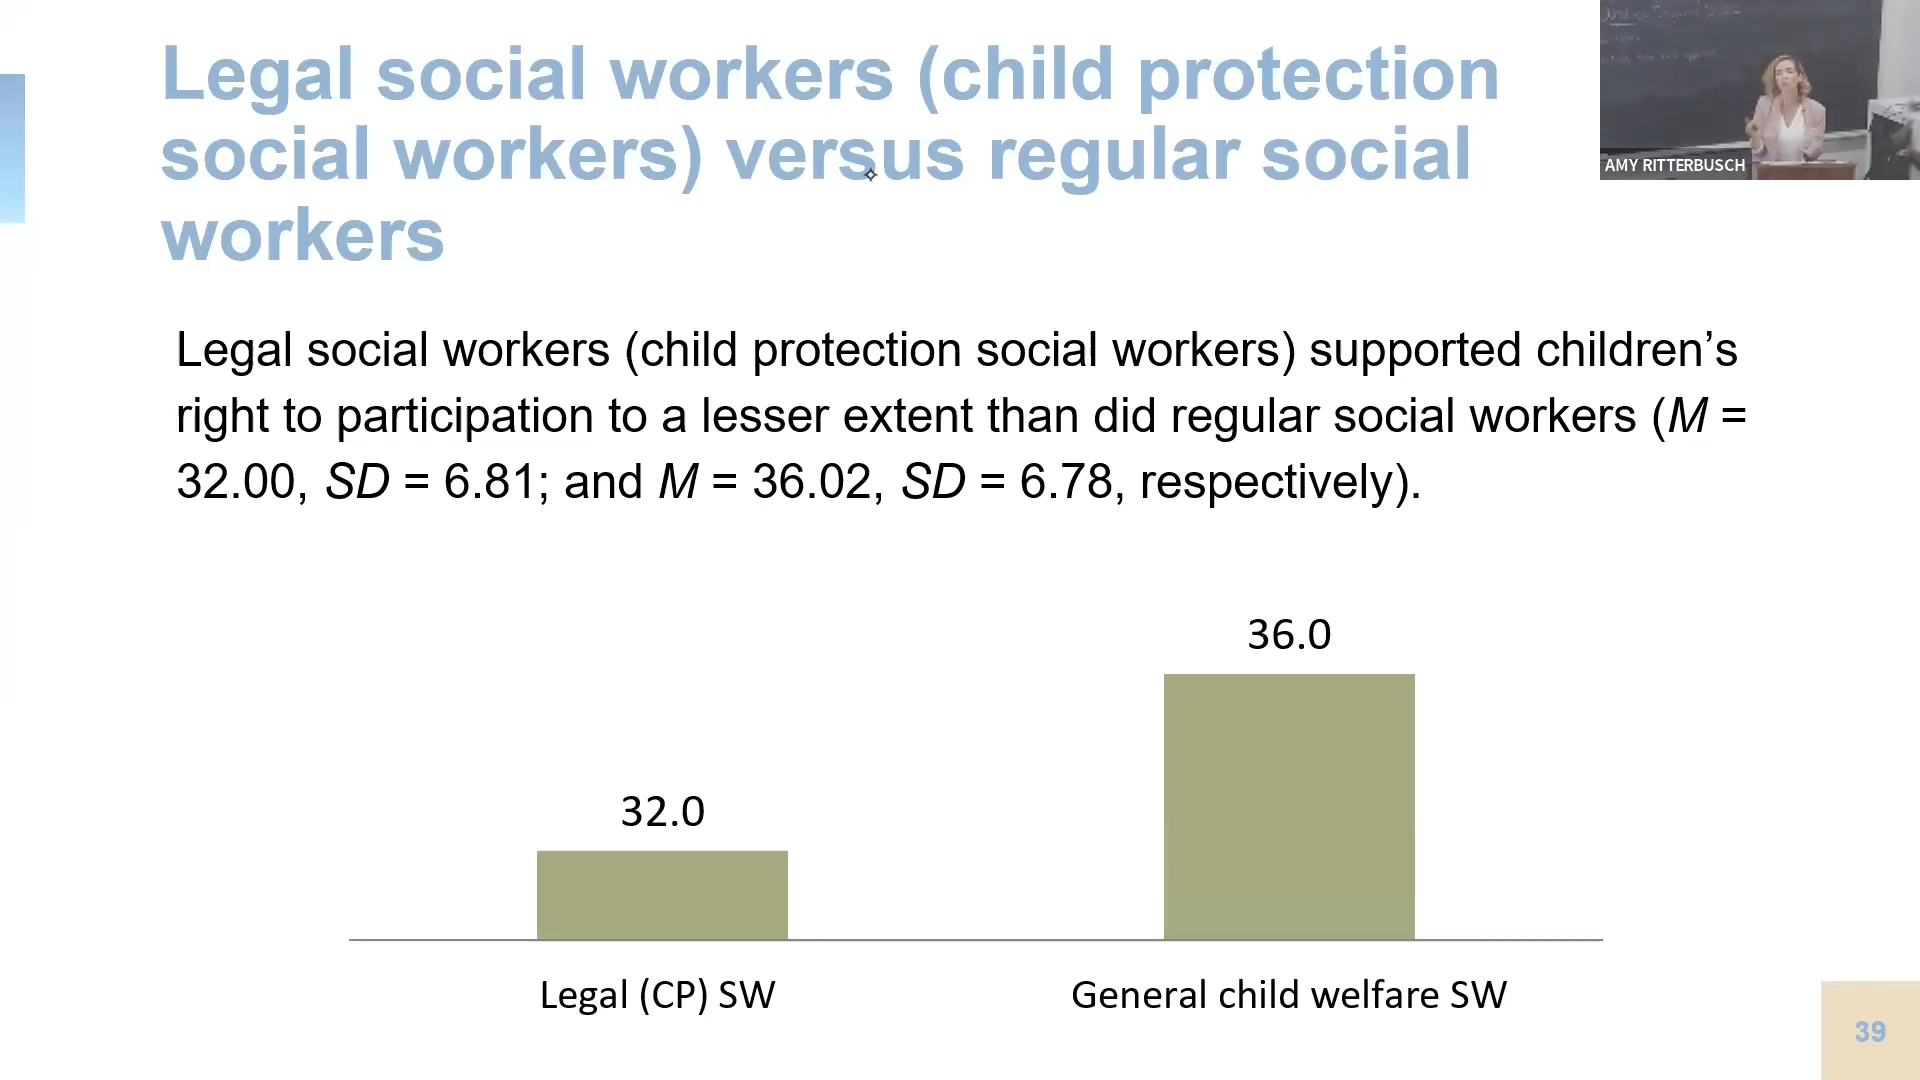 Legal social workers (child protection
social workers) versus regular social
workers
AMY RITTERBUSCH
Legal social workers (child protection social workers) supported children’s
right to participation to a lesser extent than did regular social workers (M =
32.00, SD = 6.81; and M = 36.02, SD = 6.78, respectively).
36.0
32.0
Legal (CP) SW
General child welfare SW
39